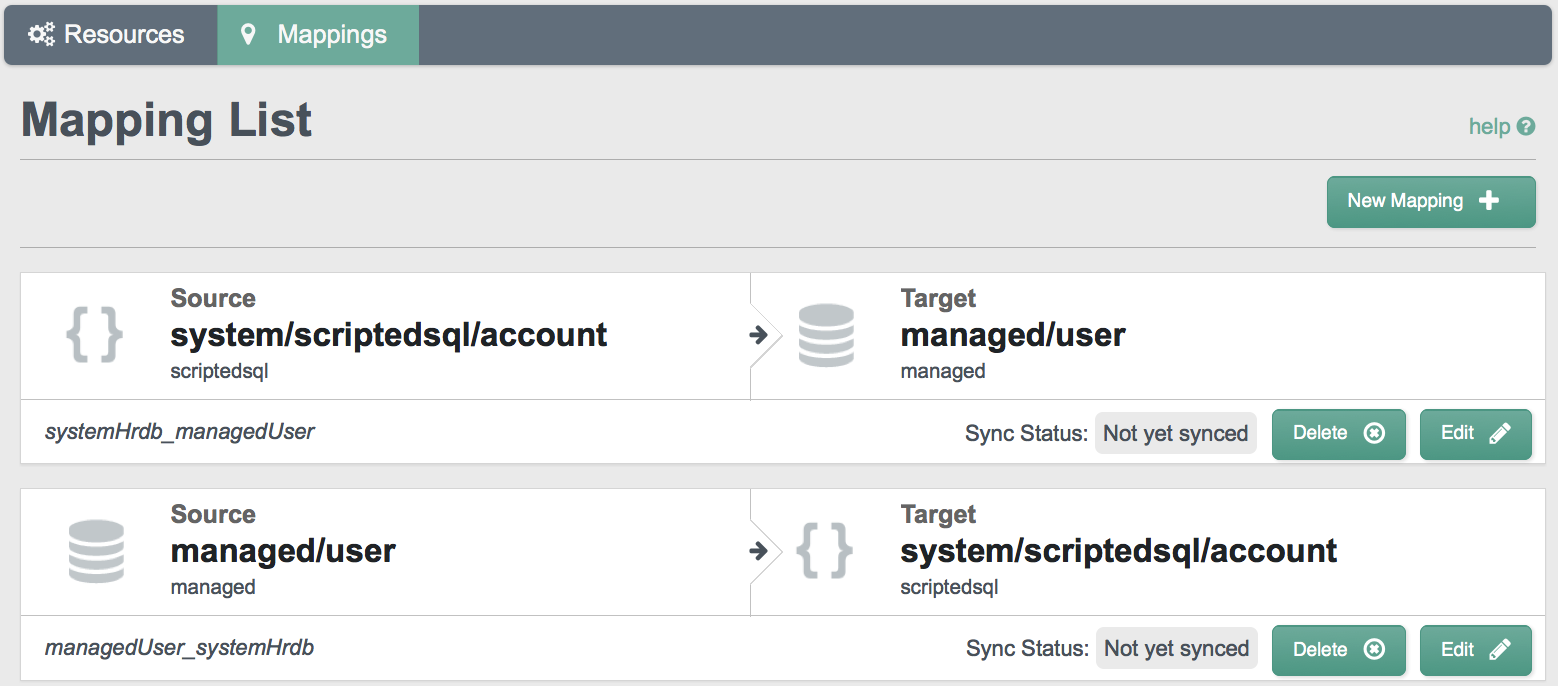 Resources Mappings
Mapping List
help
New Mapping
Source
system/scriptedsql/account
scriptedsql
Target
managed/user
managed
systemHrdb_managedUser
Sync Status: Not yet synced Delete Edit
Source
managed/user
managed
Target
system/scriptedsql/account
scriptedsql
managedUser_systemHrdb
Sync Status: Not yet synced Delete Edit